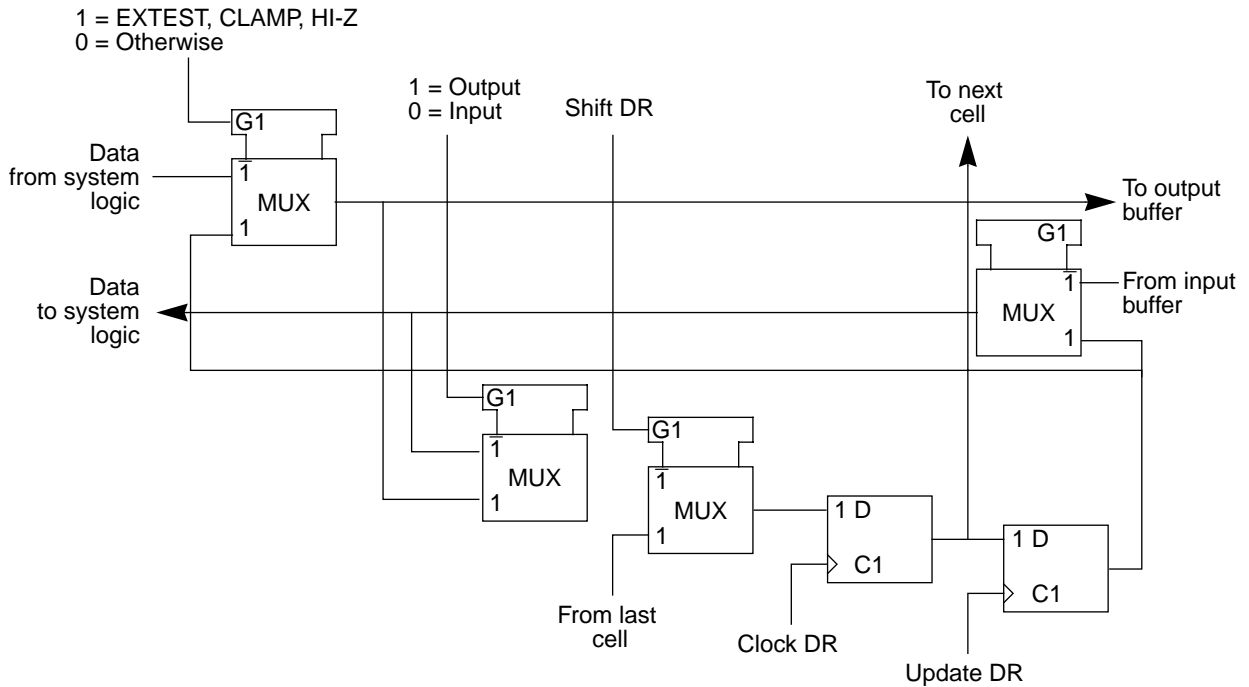 1 = EXTEST, CLAMP, HI-Z
0 = Otherwise
1 = Output
0 = Input
Shift DR
To next
cell
G1
Data
from system
logic
1
MUX
1
To output
buffer
G1
1
From input
buffer
MUX
1
Data
to system
logic
G1
1
MUX
1
G1
1
MUX
1
1 D
C1
1 D
C1
From last
cell
Clock DR
Update DR